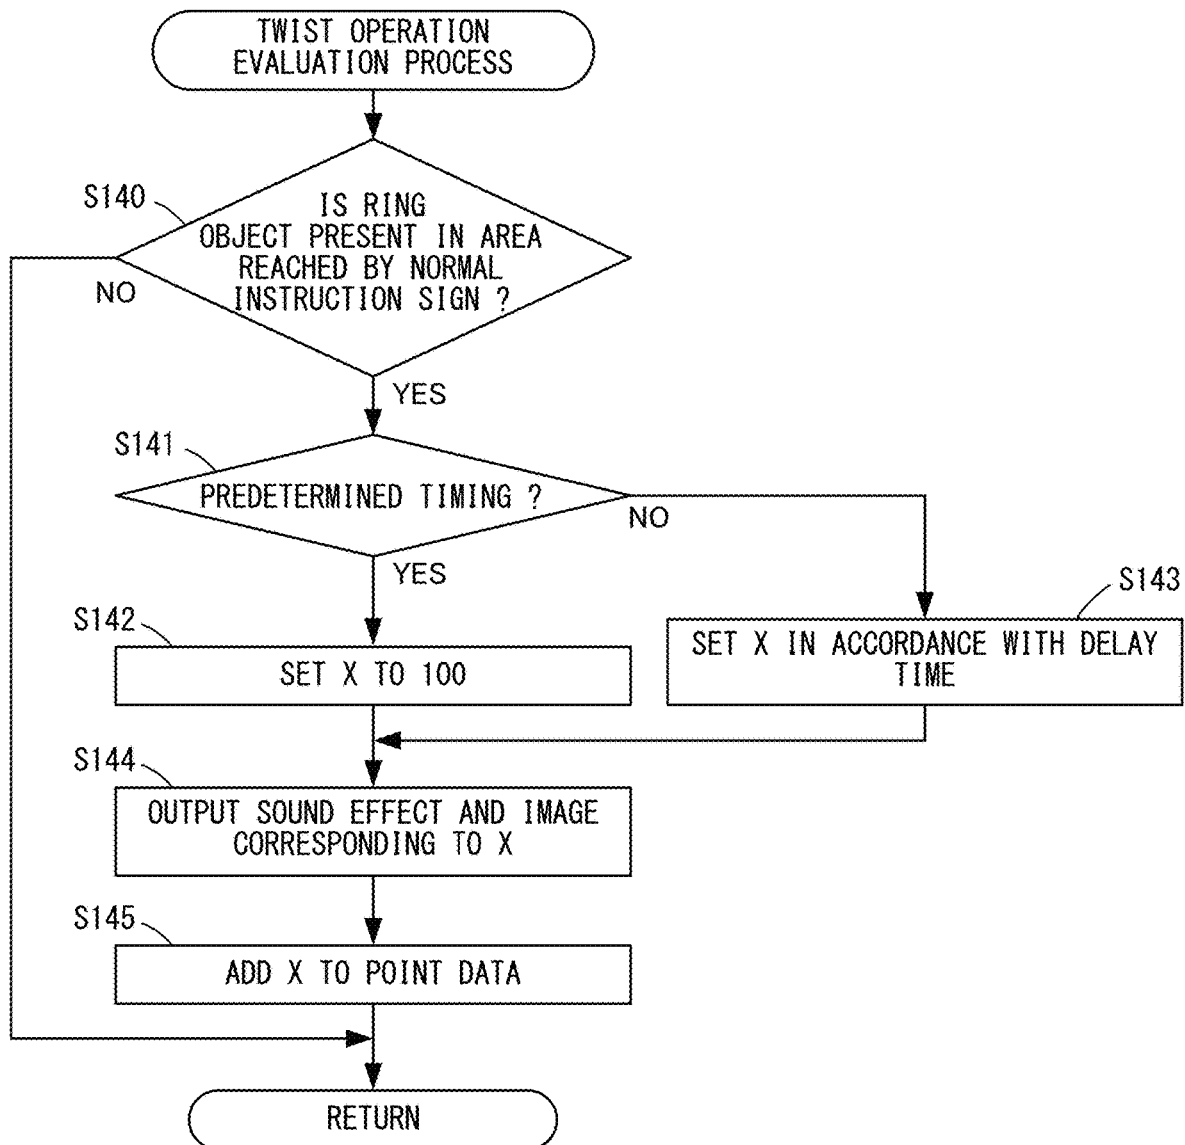 TWIST OPERATION
EVALUATION PROCESS
S140
IS RING
OBJECT PRESENT IN AREA
REACHED BY NORMAL
INSTRUCTION SIGN ?
NO
YES
S141
PREDETERMINED TIMING ?
NO
YES
S142
SET X TO 100
S143
SET X IN ACCORDANCE WITH DELAY
TIME
S144
OUTPUT SOUND EFFECT AND IMAGE
CORRESPONDING TO X
S145
ADD X TO POINT DATA
RETURN